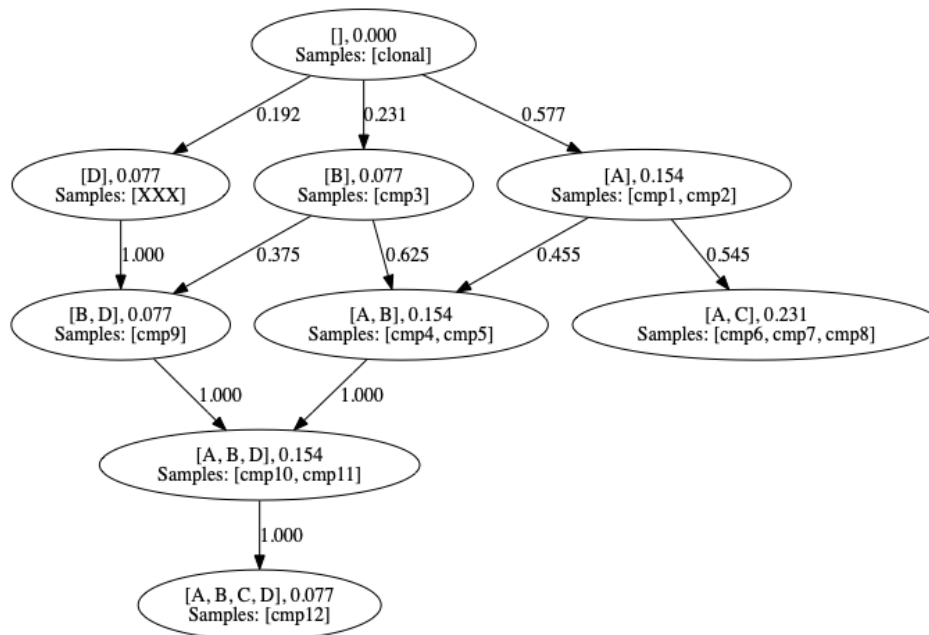 [], 0.000
Samples: [clonal]
0.192
0.231
0.577
[D], 0.077
Samples: [XXX]
[B], 0.077
Samples: [cmp3]
[A], 0.154
Samples: [cmp1, cmp2]
1.000
0.375
0.625
0.455
0.545
[B, D], 0.077
Samples: [cmp9]
[A, B], 0.154
Samples: [cmp4, cmp5]
[A, C], 0.231
Samples: [cmp6, cmp7, cmp8]
1.000
1.000
[A, B, D], 0.154
Samples: [cmp10, cmp11]
1.000
[A, B, C, D], 0.077
Samples: [cmp12]